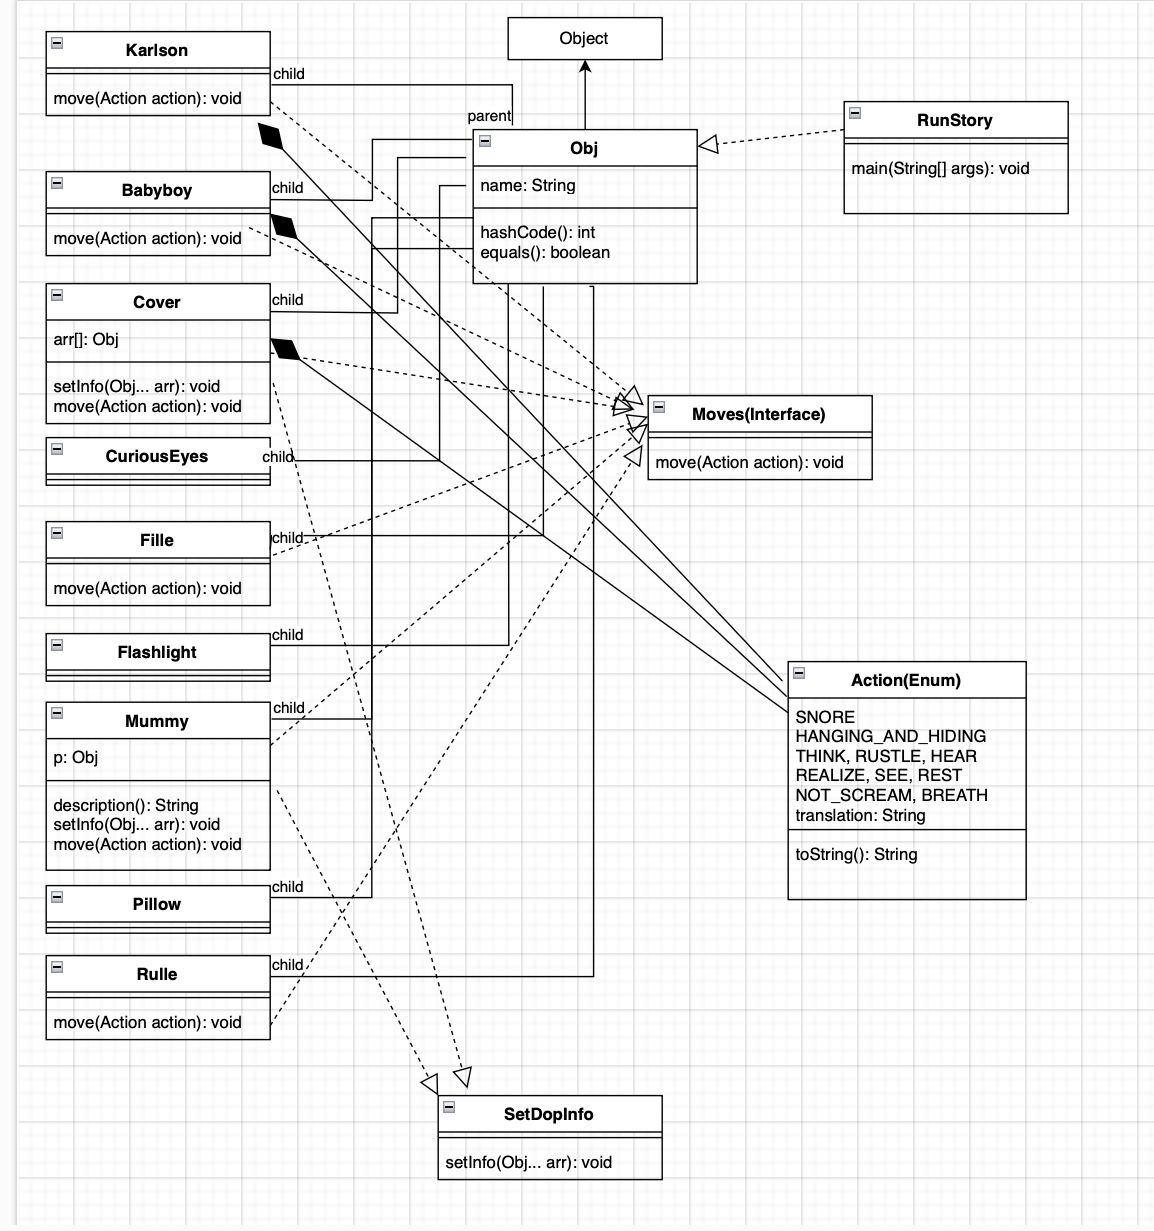 Object
Karlson
move(Action action): void
child
parent
Obj
name: String
hashCode(): int
equals(): boolean
RunStory
main(String[] args): void
Babyboy
move(Action action): void
child
Cover
arr[]: Obj
setInfo(Obj... arr): void
move(Action action): void
child
CuriousEyes
child
Moves(Interface)
move(Action action): void
Fille
move(Action action): void
child
Flashlight
child
Mummy
p: Obj
description(): String
setInfo(Obj... arr): void
move(Action action): void
child
Action(Enum)
SNORE
HANGING_AND_HIDING
THINK, RUSTLE, HEAR
REALIZE, SEE, REST
NOT_SCREAM, BREATH
translation: String
toString(): String
Pillow
child
Rulle
move(Action action): void
child
SetDopInfo
setInfo(Obj... arr): void